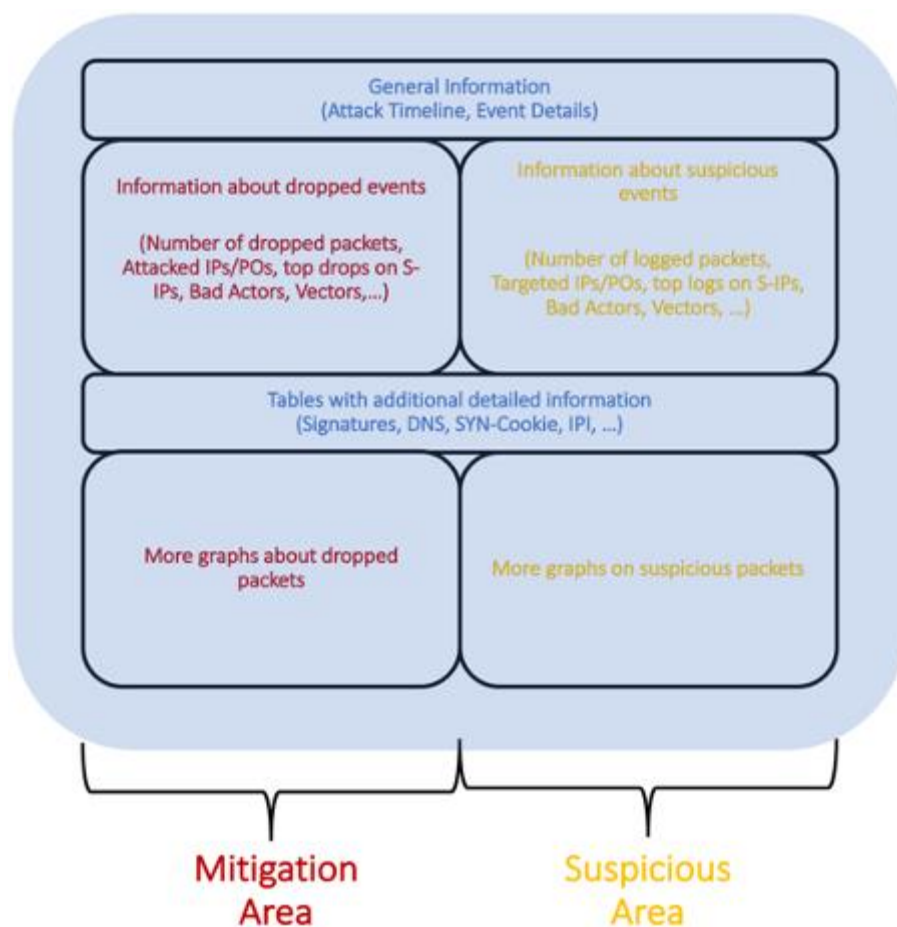 General Information
(Attack Timeline, Event Details)
Information about dropped events
(Number of dropped packets,
Attacked IPs/POs, top drops on S-
IPs, Bad Actors, Vectors,...)
Information about suspicious
events
(Number of logged packets,
Targeted IPs/POs, top logs on S-IPs,
Bad Actors, Vectors, ...)
Tables with additional detailed information
(Signatures, DNS, SYN-Cookie, IPI, ...)
More graphs about dropped
packets
More graphs on suspicious packets
Mitigation
Area
Suspicious
Area